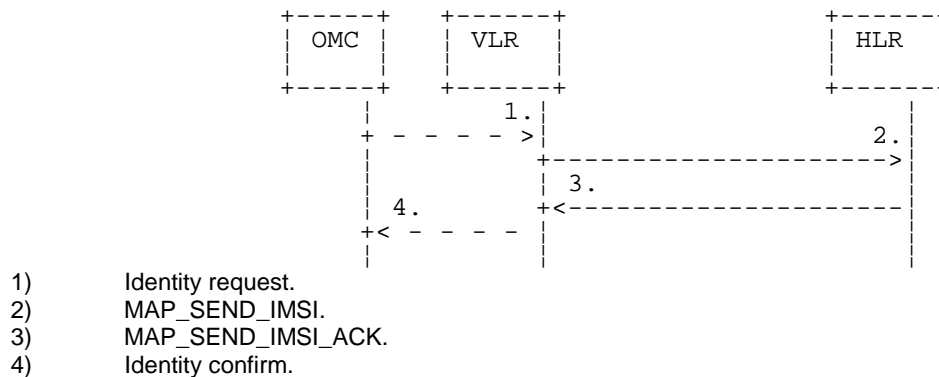 OMC VLR HLR
1.
2.
3.
4.
1) Identity request.
2) MAP_SEND_IMSI.
3) MAP_SEND_IMSI_ACK.
4) Identity confirm.